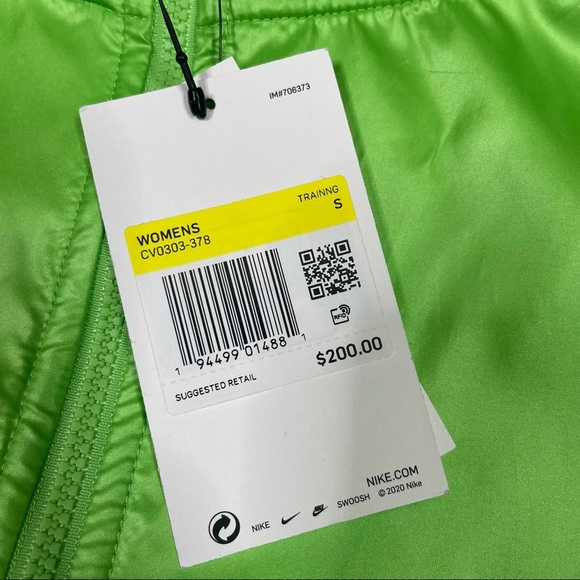 IM#706373
TRAINNG
WOMENS S
CV0303-378
RFID
1 94499 01488 1
$200.00
SUGGESTED RETAIL
NIKE.COM
NIKE SWOOSH © 2020 Nike